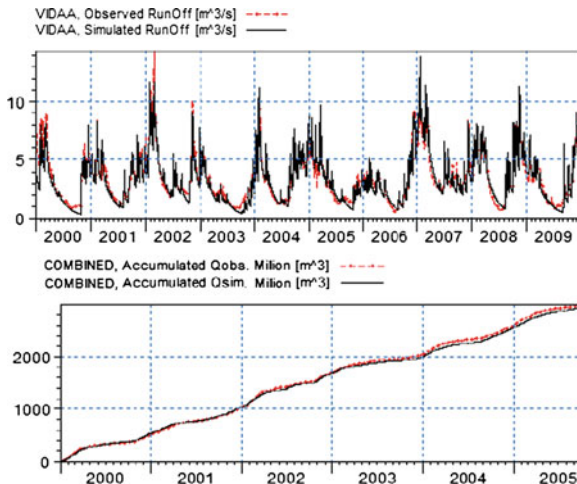 VIDAA, Observed RunOff [m^3/s]
VIDAA, Simulated RunOff [m^3/s]
10
5
0
2000 2001 2002 2003 2004 2005 2006 2007 2008 2009
COMBINED, Accumulated Qobs. Milion [m^3]
COMBINED, Accumulated Qsim. Milion [m^3]
2000
1000
0
2000 2001 2002 2003 2004 2005